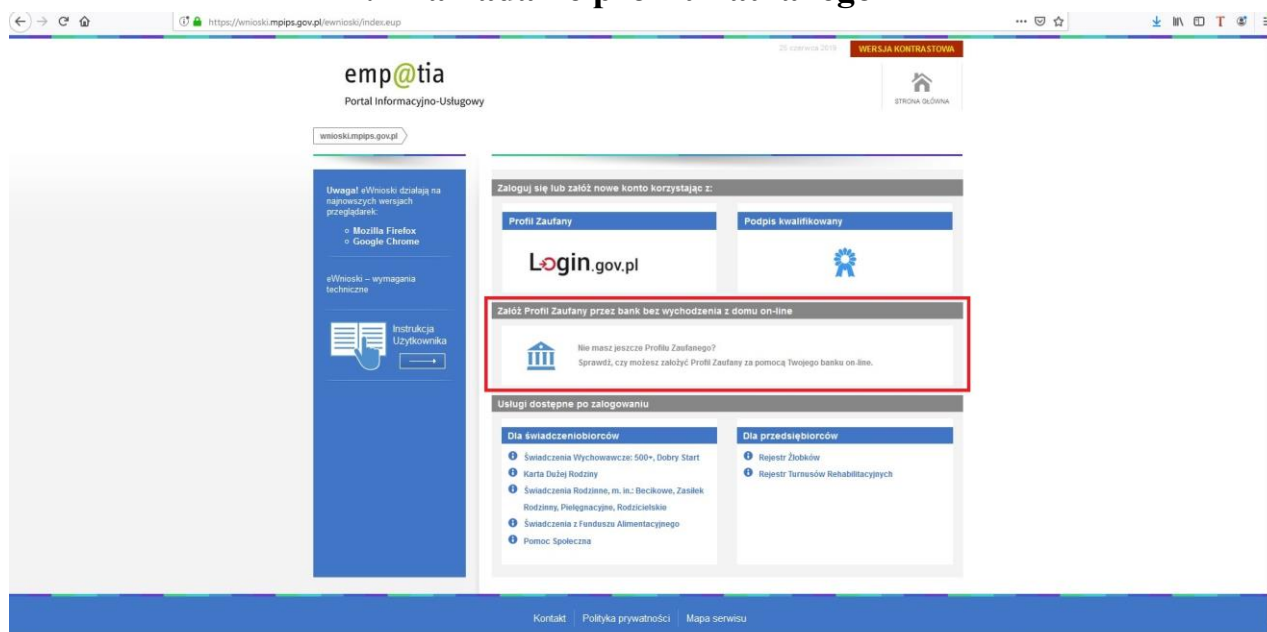 https://wnioski.mpips.gov.pl/ewnioski/index.eup
25 czerwca 2019
WERSJA KONTRASTOWA
emp@tia
Portal Informacyjno-Usługowy
STRONA GŁÓWNA
wnioski.mpips.gov.pl
Uwaga! eWnioski działają na
najnowszych wersjach
przeglądarek:
Mozilla Firefox
Google Chrome
eWnioski – wymagania
techniczne
Instrukcja
Użytkownika
Zaloguj się lub załóż nowe konto korzystając z:
Profil Zaufany
Login.gov.pl
Podpis kwalifikowany
Załóż Profil Zaufany przez bank bez wychodzenia z domu on-line
Nie masz jeszcze Profilu Zaufanego?
Sprawdź, czy możesz założyć Profil Zaufany za pomocą Twojego banku on-line.
Usługi dostępne po zalogowaniu
Dla świadczeniobiorców
Świadczenia Wychowawcze: 500+, Dobry Start
Karta Dużej Rodziny
Świadczenia Rodzinne, m. in.: Becikowe, Zasiłek
Rodzinny, Pielęgnacyjne, Rodzicielskie
Świadczenia z Funduszu Alimentacyjnego
Pomoc Społeczna
Dla przedsiębiorców
Rejestr Żłobków
Rejestr Turnusów Rehabilitacyjnych
Kontakt
Polityka prywatności
Mapa serwisu